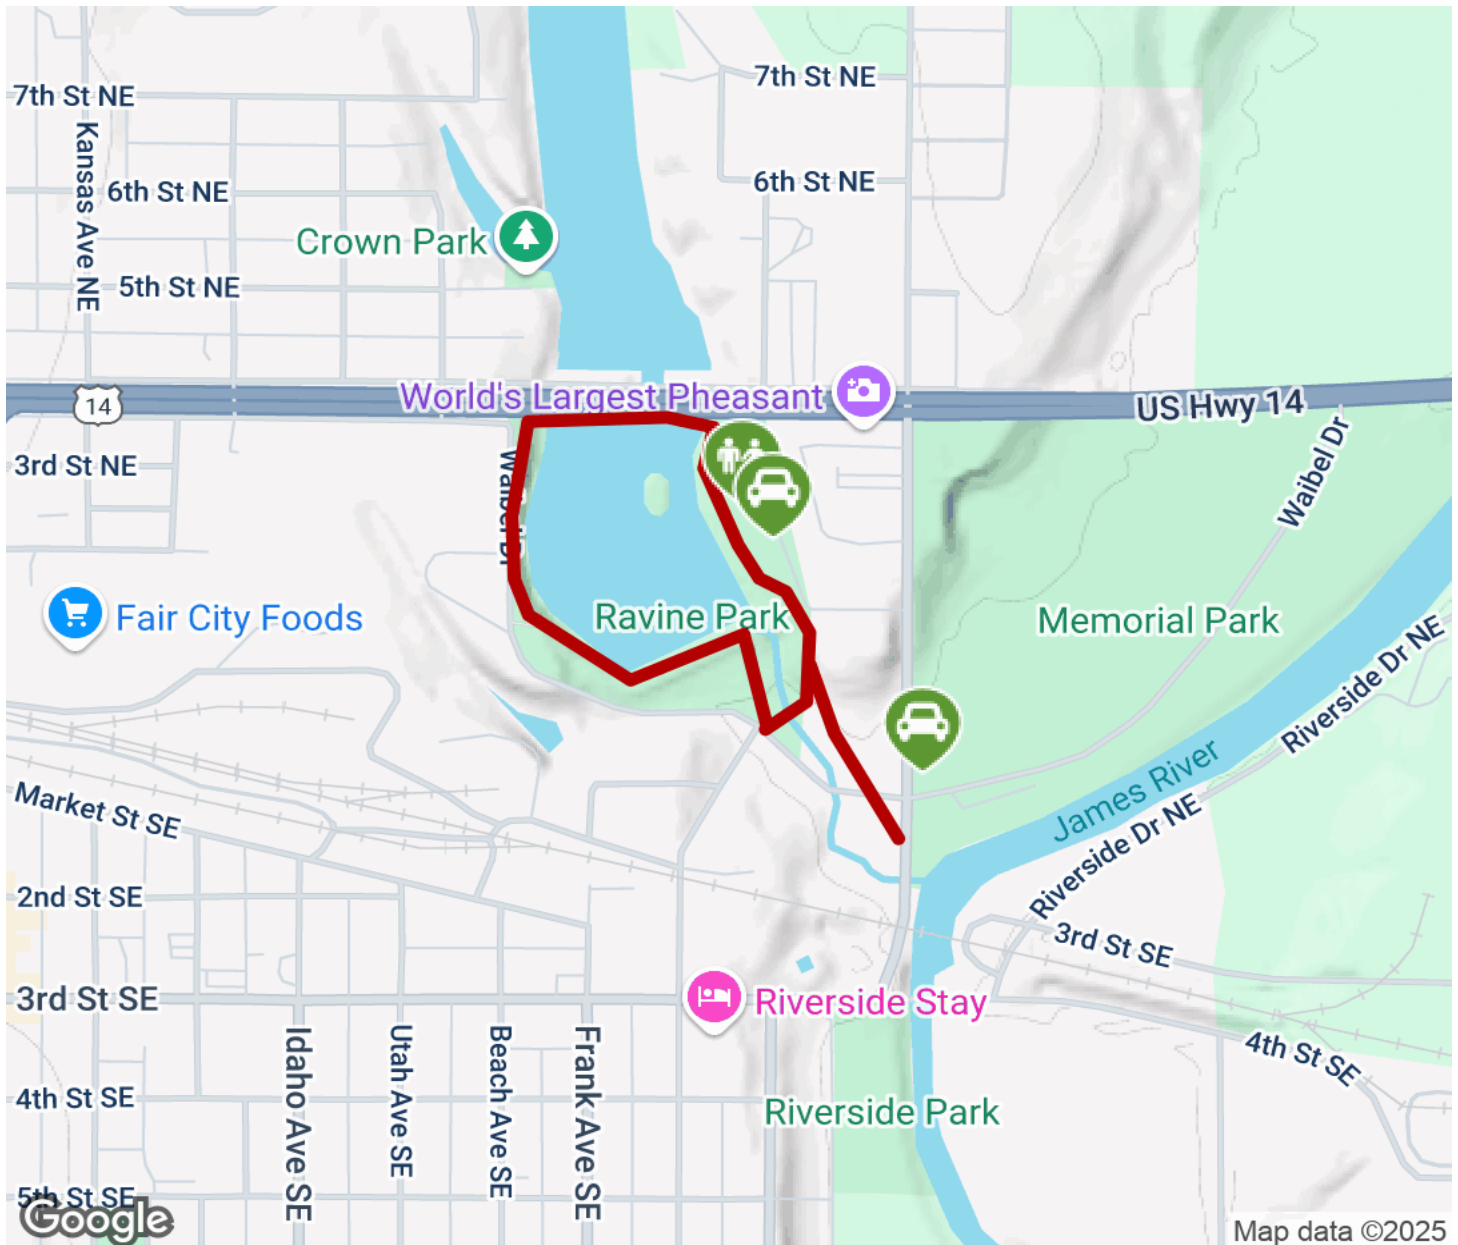 7th St NE
7th St NE
Kansas Ave NE
6th St NE
6th St NE
Crown Park
5th St NE
World's Largest Pheasant
14
US Hwy 14
3rd St NE
Waibel Dr
Waibel Dr
Fair City Foods
Ravine Park
Memorial Park
Riverside Dr NE
James River
Market St SE
Riverside Dr NE
2nd St SE
3rd St SE
3rd St SE
Riverside Stay
Idaho Ave SE
Utah Ave SE
Beach Ave SE
Frank Ave SE
4th St SE
4th St SE
Riverside Park
5th St SE
Google
Map data ©2025